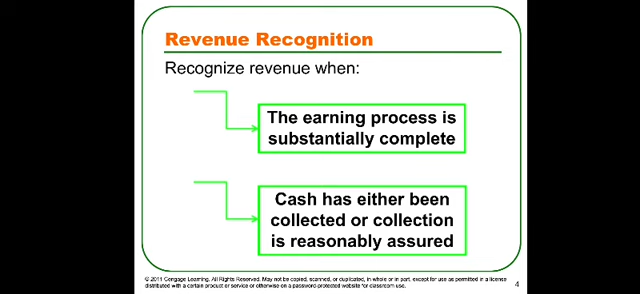 Revenue Recognition
Recognize revenue when:
The earning process is
substantially complete
Cash has either been
collected or collection
is reasonably assured
© 2011 Cengage Learning. All Rights Reserved. May not be copied, scanned, or duplicated, in whole or in part, except for use as permitted in a license
distributed with a certain product or service or otherwise on a password-protected website for classroom use.
4